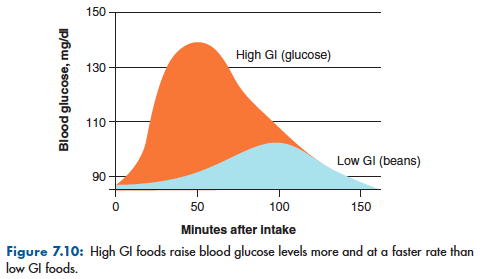 150
130
110
90
Blood glucose, mg/dl
High GI (glucose)
Low GI (beans)
0 50 100 150
Minutes after intake
Figure 7.10: High GI foods raise blood glucose levels more and at a faster rate than
low GI foods.